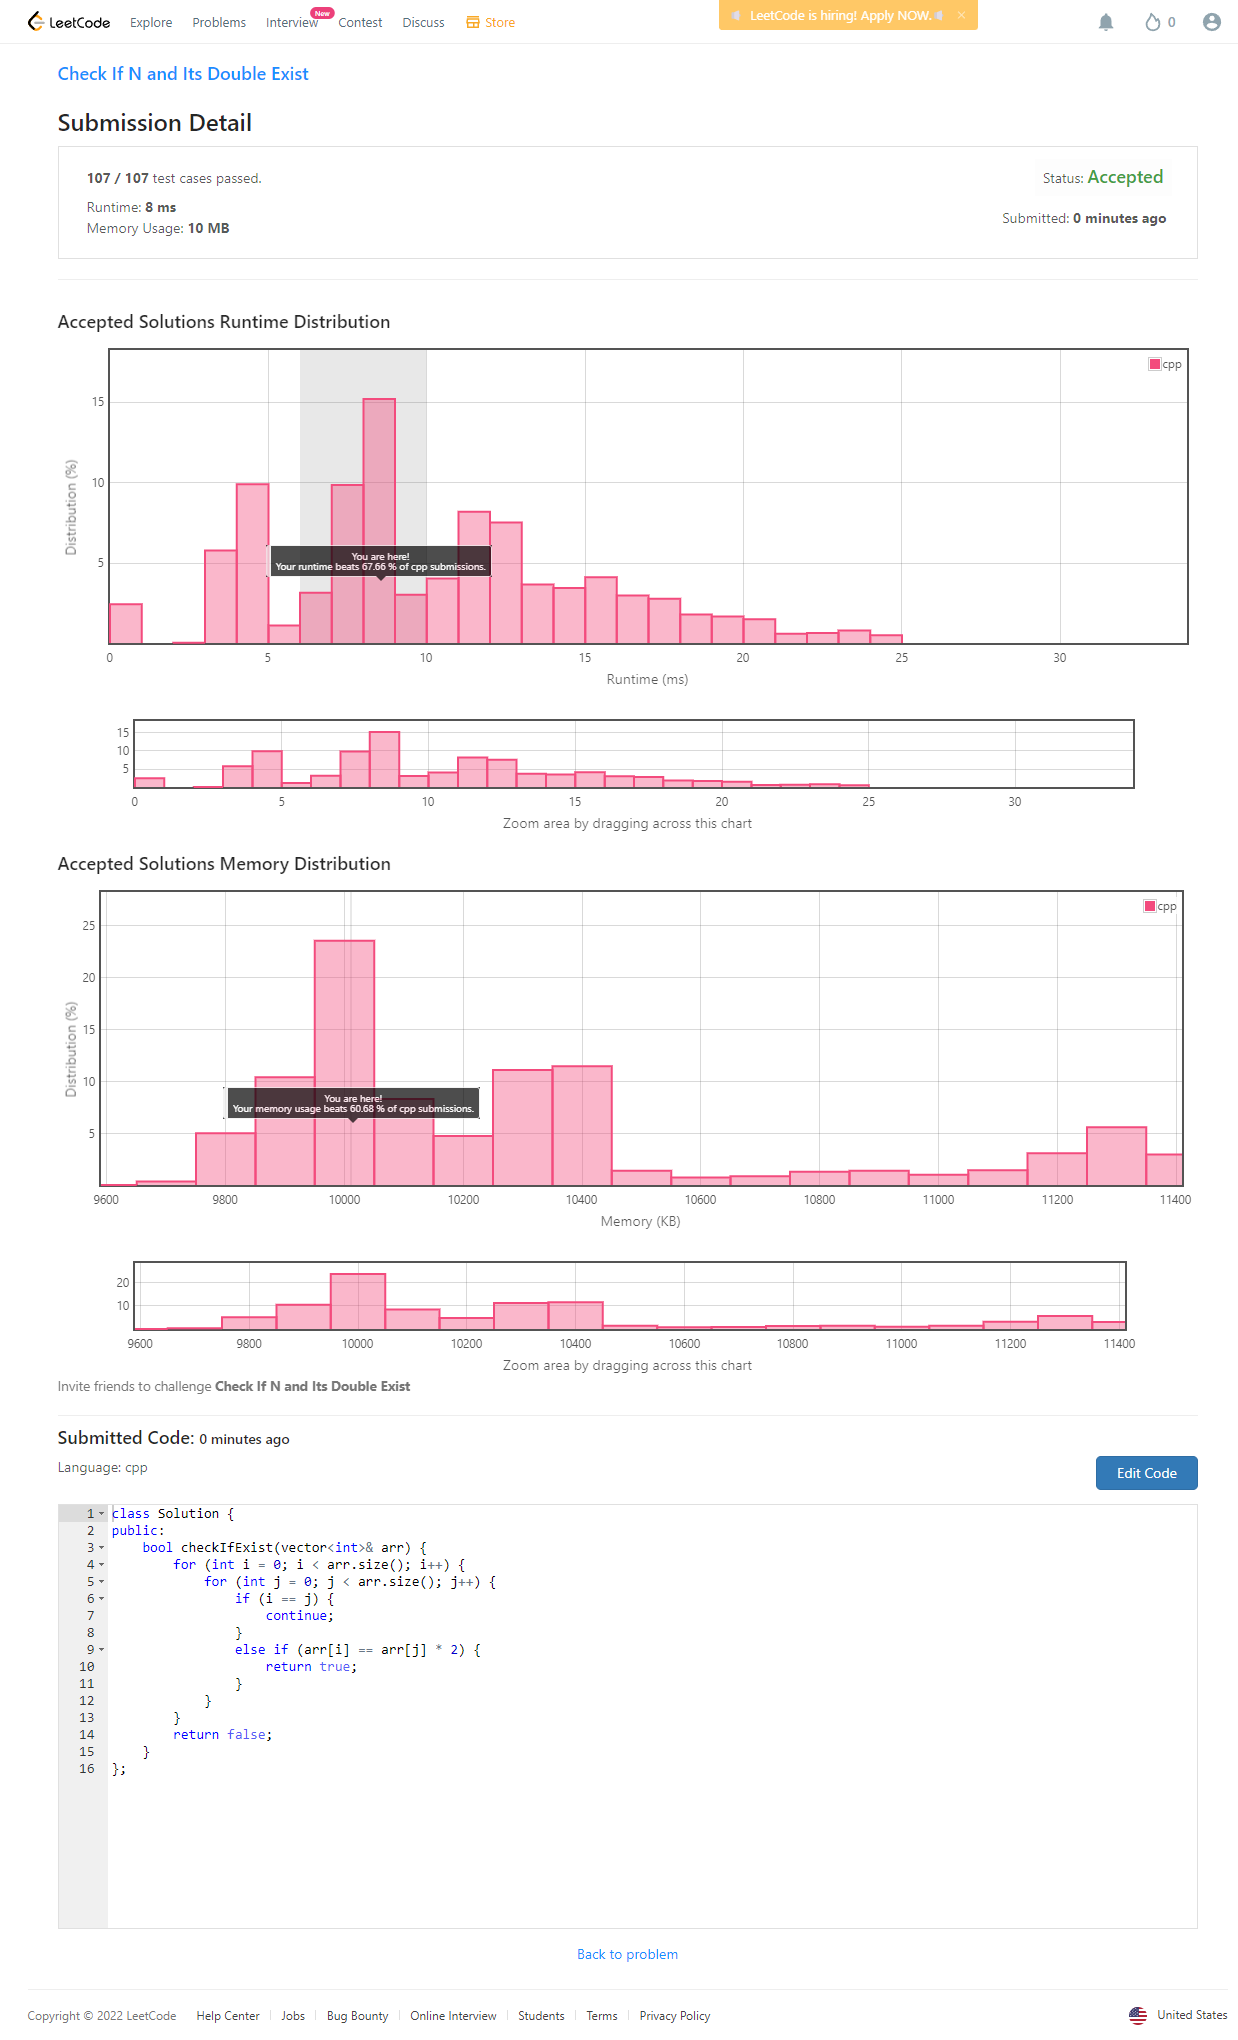 LeetCode Explore Problems Interview New Contest Discuss Store LeetCode is hiring! Apply NOW. × 0
Check If N and Its Double Exist
Submission Detail
107 / 107 test cases passed.
Status: Accepted
Runtime: 8 ms
Submitted: 0 minutes ago
Memory Usage: 10 MB
Accepted Solutions Runtime Distribution
cpp
15
10
5
Distribution (%)
You are here!
Your runtime beats 67.66 % of cpp submissions.
0 5 10 15 20 25 30
Runtime (ms)
15
10
5
0 5 10 15 20 25 30
Zoom area by dragging across this chart
Accepted Solutions Memory Distribution
cpp
25
20
15
10
5
Distribution (%)
You are here!
Your memory usage beats 60.68 % of cpp submissions.
9600 9800 10000 10200 10400 10600 10800 11000 11200 11400
Memory (KB)
20
10
9600 9800 10000 10200 10400 10600 10800 11000 11200 11400
Zoom area by dragging across this chart
Invite friends to challenge Check If N and Its Double Exist
Submitted Code: 0 minutes ago
Language: cpp
Edit Code
1 class Solution {
2 public:
3     bool checkIfExist(vector<int>& arr) {
4         for (int i = 0; i < arr.size(); i++) {
5             for (int j = 0; j < arr.size(); j++) {
6                 if (i == j) {
7                     continue;
8                 }
9                 else if (arr[i] == arr[j] * 2) {
10                     return true;
11                 }
12             }
13         }
14         return false;
15     }
16 };
Back to problem
Copyright © 2022 LeetCode Help Center Jobs Bug Bounty Online Interview Students Terms Privacy Policy United States